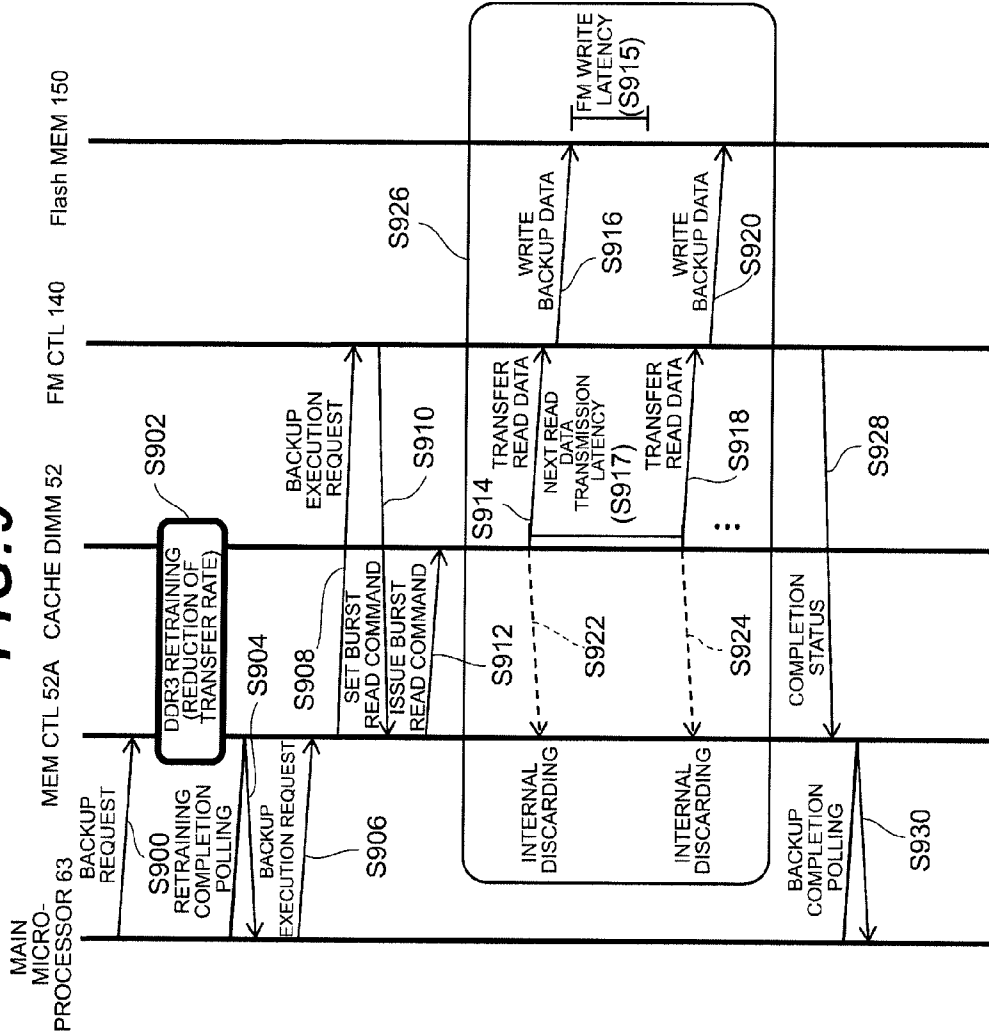 MAIN
MICRO-
PROCESSOR 63
MEM CTL 52A
CACHE DIMM 52
FM CTL 140
Flash MEM 150
BACKUP
REQUEST
S900
DDR3 RETRAINING
(REDUCTION OF
TRANSFER RATE)
S902
RETRAINING
COMPLETION
POLLING
S904
BACKUP
EXECUTION REQUEST
S906
BACKUP
EXECUTION
REQUEST
S908
SET BURST
READ COMMAND
S910
ISSUE BURST
READ COMMAND
S912
S926
S914
TRANSFER
READ DATA
WRITE
BACKUP DATA
S916
FM WRITE
LATENCY
(S915)
INTERNAL
DISCARDING
S922
NEXT READ
DATA
TRANSMISSION
LATENCY
(S917)
TRANSFER
READ DATA
S918
WRITE
BACKUP DATA
S920
INTERNAL
DISCARDING
S924
COMPLETION
STATUS
S928
BACKUP
COMPLETION
POLLING
S930